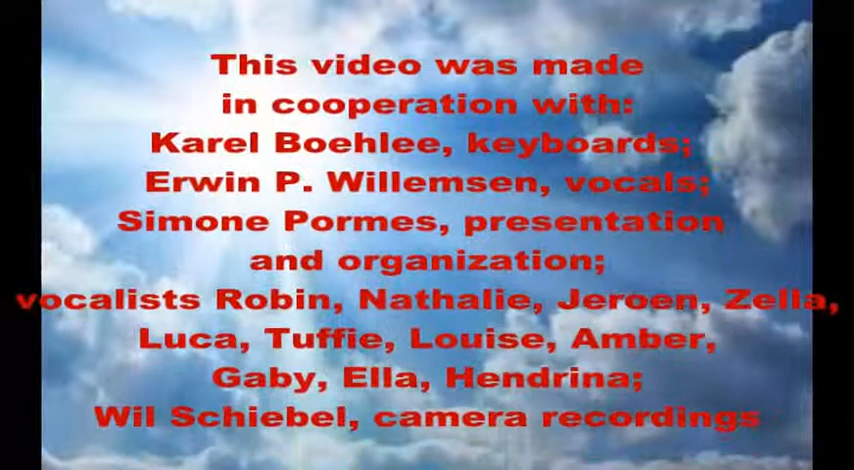 This video was made
in cooperation with:
Karel Boehlee, keyboards;
Erwin P. Willemsen, vocals;
Simone Pormes, presentation
and organization;
vocalists Robin, Nathalie, Jeroen, Zella,
Luca, Tuffie, Louise, Amber,
Gaby, Ella, Hendrina;
Wil Schiebel, camera recordings